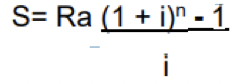 S= Ra (1 + i)ⁿ - 1
i